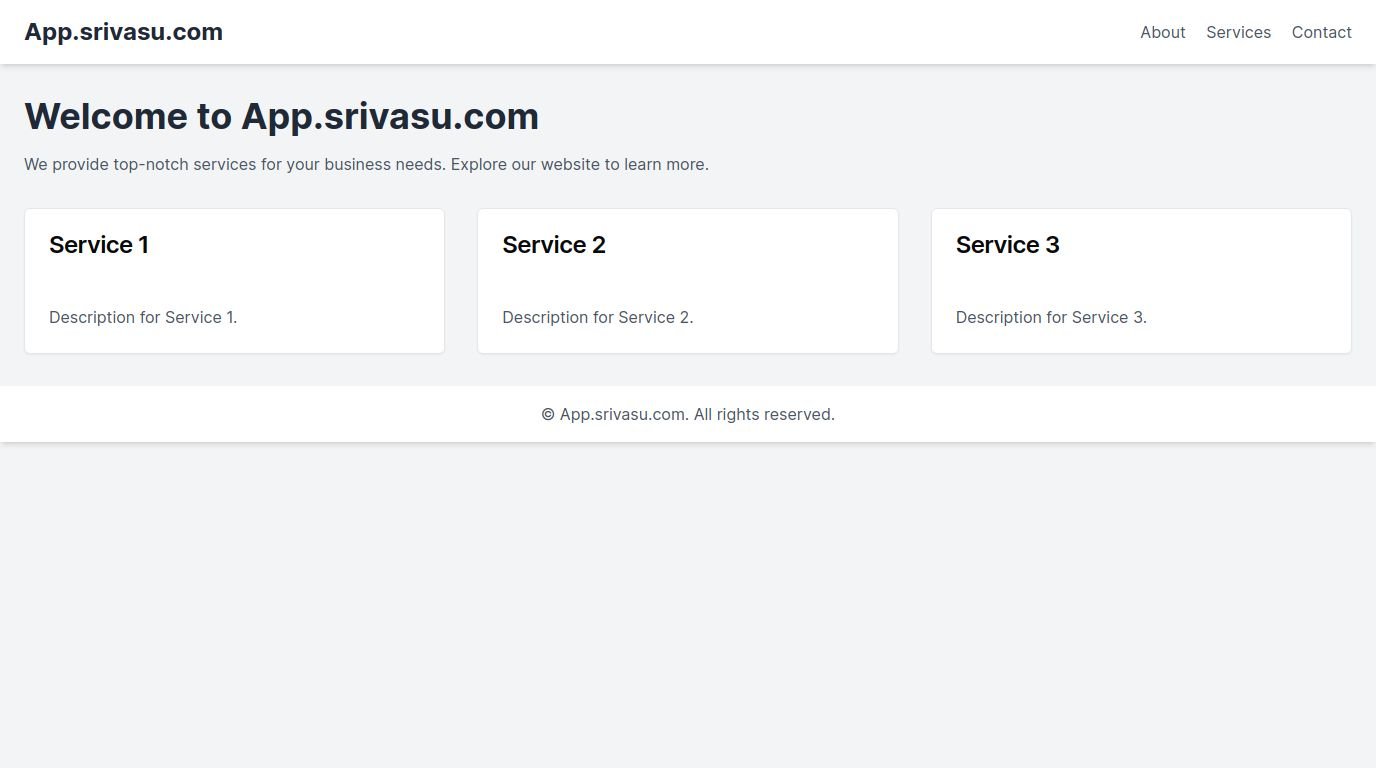 App.srivasu.com
About Services Contact
Welcome to App.srivasu.com
We provide top-notch services for your business needs. Explore our website to learn more.
Service 1
Description for Service 1.
Service 2
Description for Service 2.
Service 3
Description for Service 3.
© App.srivasu.com. All rights reserved.